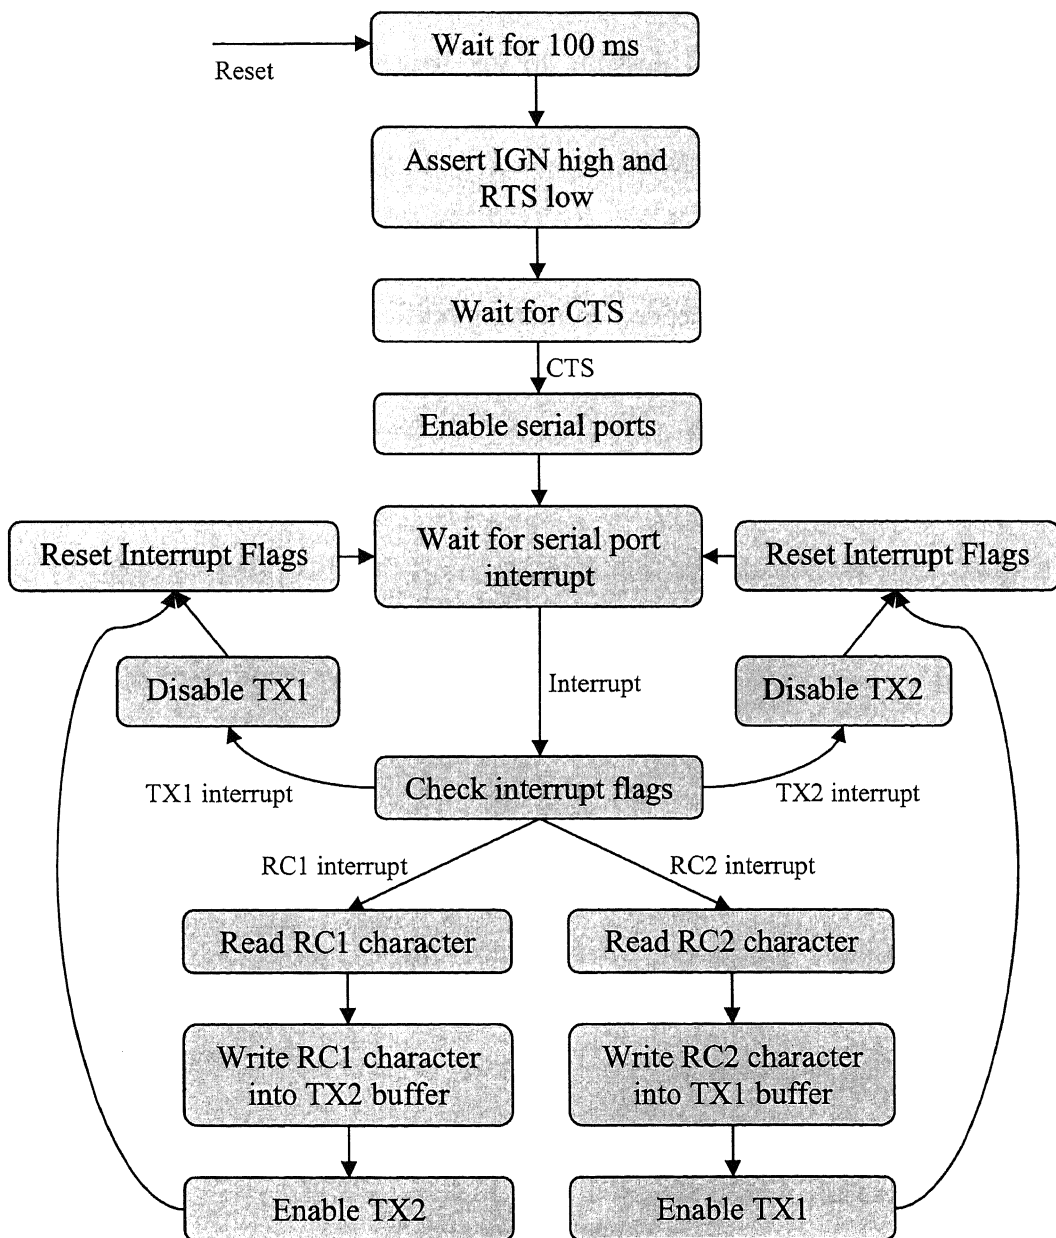 Wait for 100 ms
Reset
Assert IGN high and
RTS low
Wait for CTS
CTS
Enable serial ports
Reset Interrupt Flags
Wait for serial port
interrupt
Reset Interrupt Flags
Disable TX1
Interrupt
Disable TX2
TX1 interrupt
Check interrupt flags
TX2 interrupt
RC1 interrupt
RC2 interrupt
Read RC1 character
Read RC2 character
Write RC1 character
into TX2 buffer
Write RC2 character
into TX1 buffer
Enable TX2
Enable TX1